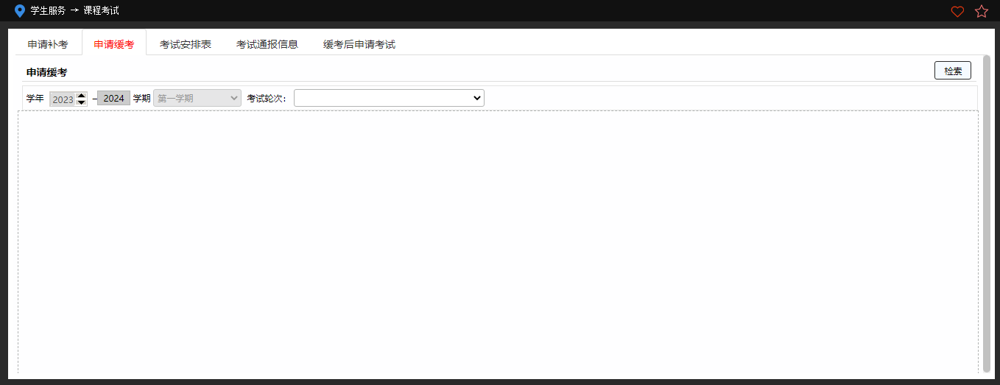 学生服务 → 课程考试
申请补考 申请缓考 考试安排表 考试通报信息 缓考后申请考试
申请缓考 检索
学年 2023 –2024 学期 第一学期 考试轮次：